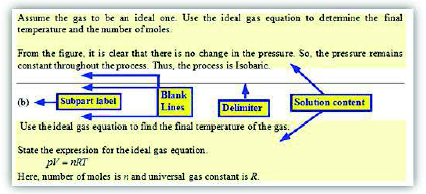 Assume the gas to be an ideal one. Use the ideal gas equation to determine the final
temperature and the number of moles.
From the figure, it is clear that there is no change in the pressure. So, the pressure remains
constant throughout the process. Thus, the process is Isobaric.
(b)
Subpart label
Blank
Lines
Delimiter
Solution content
Use the ideal gas equation to find the final temperature of the gas.
State the expression for the ideal gas equation.
pV = nRT
Here, number of moles is n and universal gas constant is R.